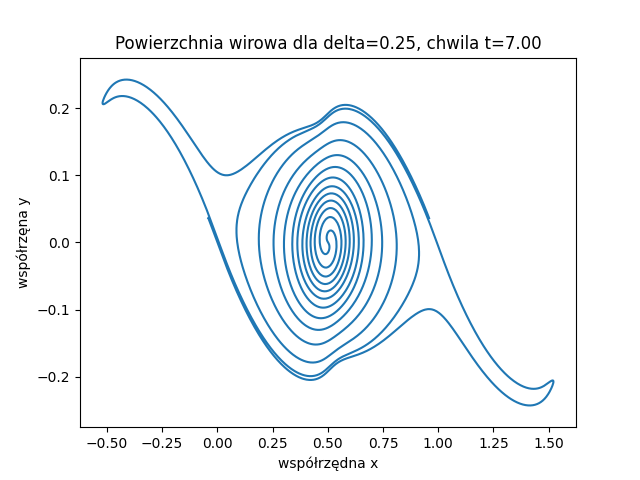 Powierzchnia wirowa dla delta=0.25, chwila t=7.00
współrzęna y
0.2
0.1
0.0
−0.1
−0.2
−0.50 −0.25 0.00 0.25 0.50 0.75 1.00 1.25 1.50
współrzędna x